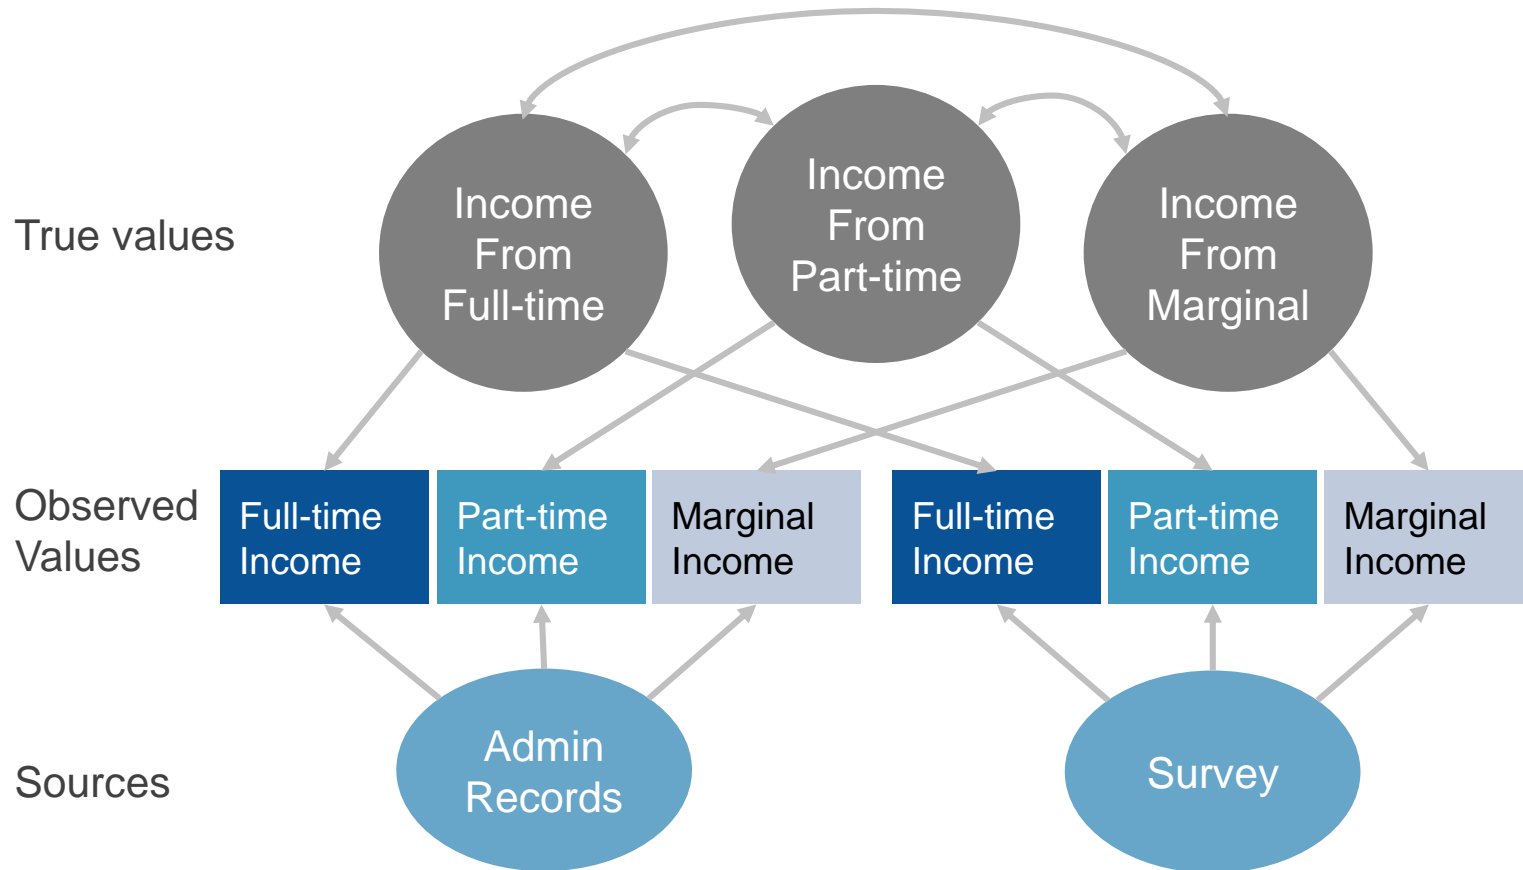 True values
Income
From
Full-time
Income
From
Part-time
Income
From
Marginal
Observed
Values
Full-time
Income
Part-time
Income
Marginal
Income
Full-time
Income
Part-time
Income
Marginal
Income
Sources
Admin
Records
Survey